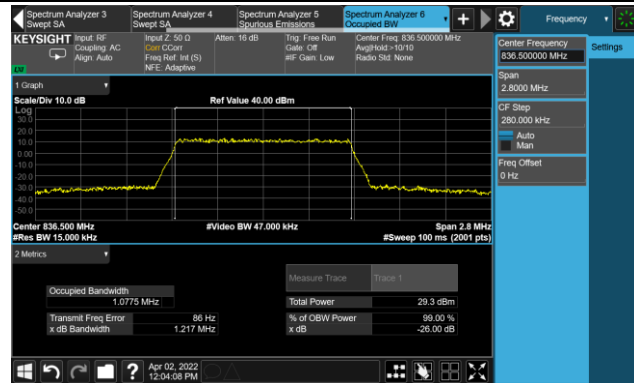 Spectrum Analyzer 3
Swept SA
Spectrum Analyzer 4
Swept SA
Spectrum Analyzer 5
Spurious Emissions
Spectrum Analyzer 6
Occupied BW
Frequency
KEYSIGHT
Input: RF
Coupling: AC
Align: Auto
Input Z: 50 Ω
Corr CCorr
Freq Ref: Int (S)
NFE: Adaptive
Atten: 16 dB
Trig: Free Run
Gate: Off
#IF Gain: Low
Center Freq: 836.500000 MHz
Avg|Hold:>10/10
Radio Std: None
Center Frequency
836.500000 MHz
Settings
Span
2.8000 MHz
CF Step
280.000 kHz
Auto
Man
Freq Offset
0 Hz
1 Graph
Scale/Div 10.0 dB
Ref Value 40.00 dBm
Log
30.0
20.0
10.0
0.00
-10.0
-20.0
-30.0
-40.0
-50.0
Center 836.500 MHz
#Res BW 15.000 kHz
#Video BW 47.000 kHz
Span 2.8 MHz
#Sweep 100 ms (2001 pts)
2 Metrics
Measure Trace
Trace 1
Occupied Bandwidth
1.0775 MHz
Total Power
29.3 dBm
Transmit Freq Error
86 Hz
% of OBW Power
99.00 %
x dB Bandwidth
1.217 MHz
x dB
-26.00 dB
Apr 02, 2022
12:04:08 PM